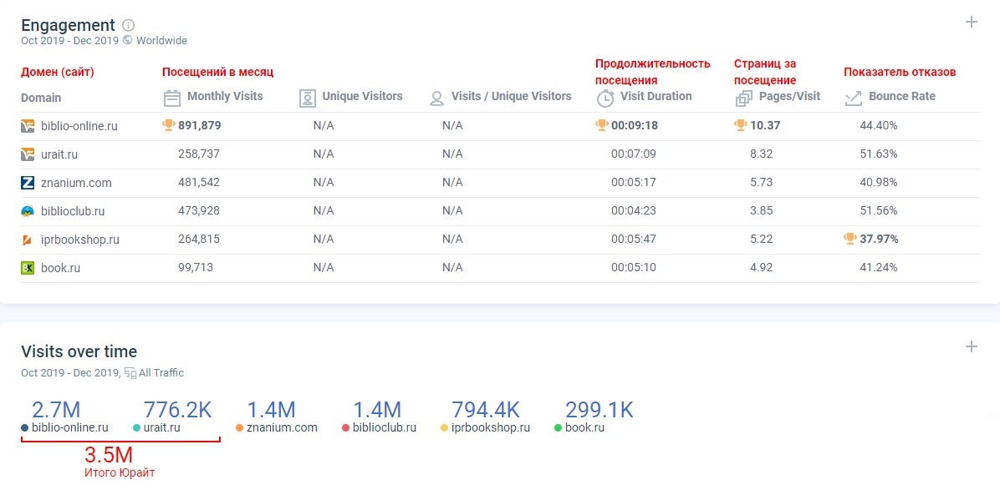 Engagement
Oct 2019 - Dec 2019 Worldwide
Домен (сайт) Посещений в месяц Продолжительность посещения Страниц за посещение Показатель отказов
Domain Monthly Visits Unique Visitors Visits / Unique Visitors Visit Duration Pages/Visit Bounce Rate
biblio-online.ru 891,879 N/A N/A 00:09:18 10.37 44.40%
urait.ru 258,737 N/A N/A 00:07:09 8.32 51.63%
znanium.com 481,542 N/A N/A 00:05:17 5.73 40.98%
biblioclub.ru 473,928 N/A N/A 00:04:23 3.85 51.56%
iprbookshop.ru 264,815 N/A N/A 00:05:47 5.22 37.97%
book.ru 99,713 N/A N/A 00:05:10 4.92 41.24%
Visits over time
Oct 2019 - Dec 2019, All Traffic
2.7M 776.2K 1.4M 1.4M 794.4K 299.1K
biblio-online.ru urait.ru znanium.com biblioclub.ru iprbookshop.ru book.ru
3.5M
Итого Юрайт